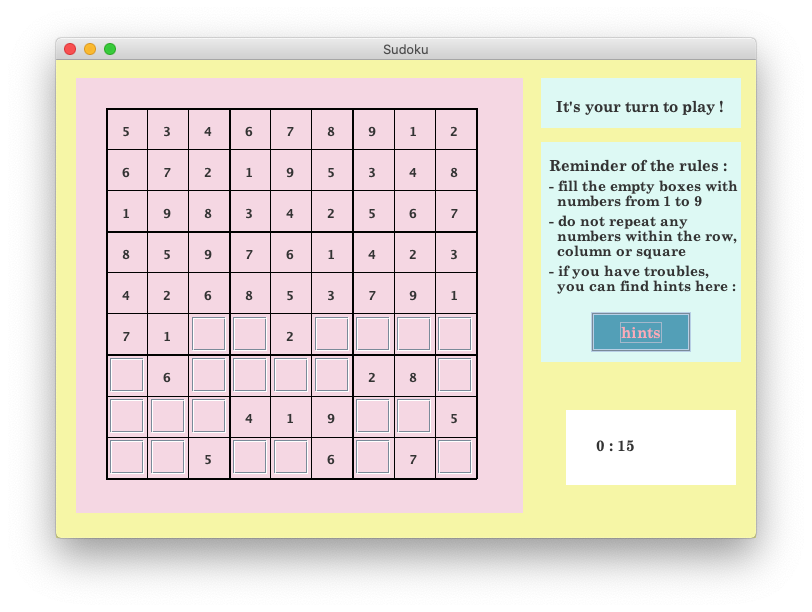 Sudoku
5 3 4 6 7 8 9 1 2
6 7 2 1 9 5 3 4 8
1 9 8 3 4 2 5 6 7
8 5 9 7 6 1 4 2 3
4 2 6 8 5 3 7 9 1
7 1 2
6 2 8
4 1 9 5
5 6 7
It's your turn to play !
Reminder of the rules :
- fill the empty boxes with
numbers from 1 to 9
- do not repeat any
numbers within the row,
column or square
- if you have troubles,
you can find hints here :
hints
0 : 15